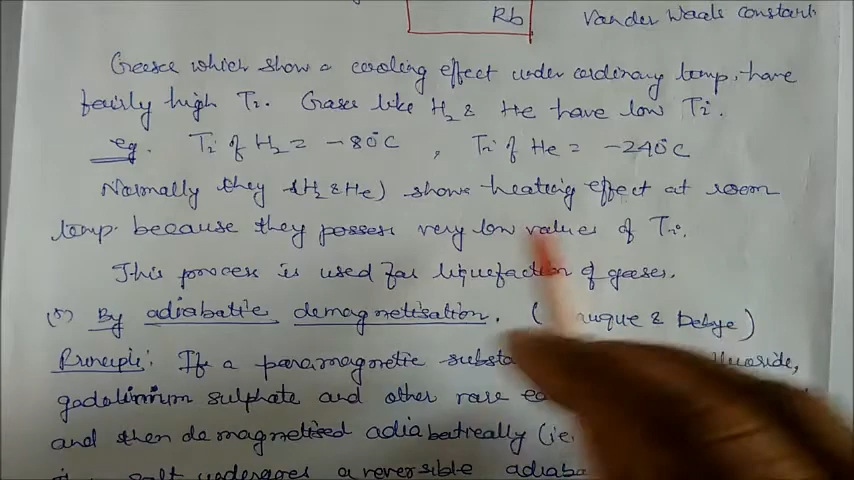 Rb
Vander Waals constant
Gases which show a cooling effect under ordinary temp. have
fairly high Ti. Gases like H2 & He have low Ti.
eg. Ti of H2 = -80°C , Ti of He = -240°C
Normally they (H2 & He) shows heating effect at room
temp. because they possess very low values of Ti.
This process is used for liquefaction of gases.
(5) By adiabatic demagnetisation. ( & Debye)
Principle: If a paramagnetic
gadolinium sulphate and other rare
and then demagnetised adiabatically (i.e.
salt undergoes a reversible